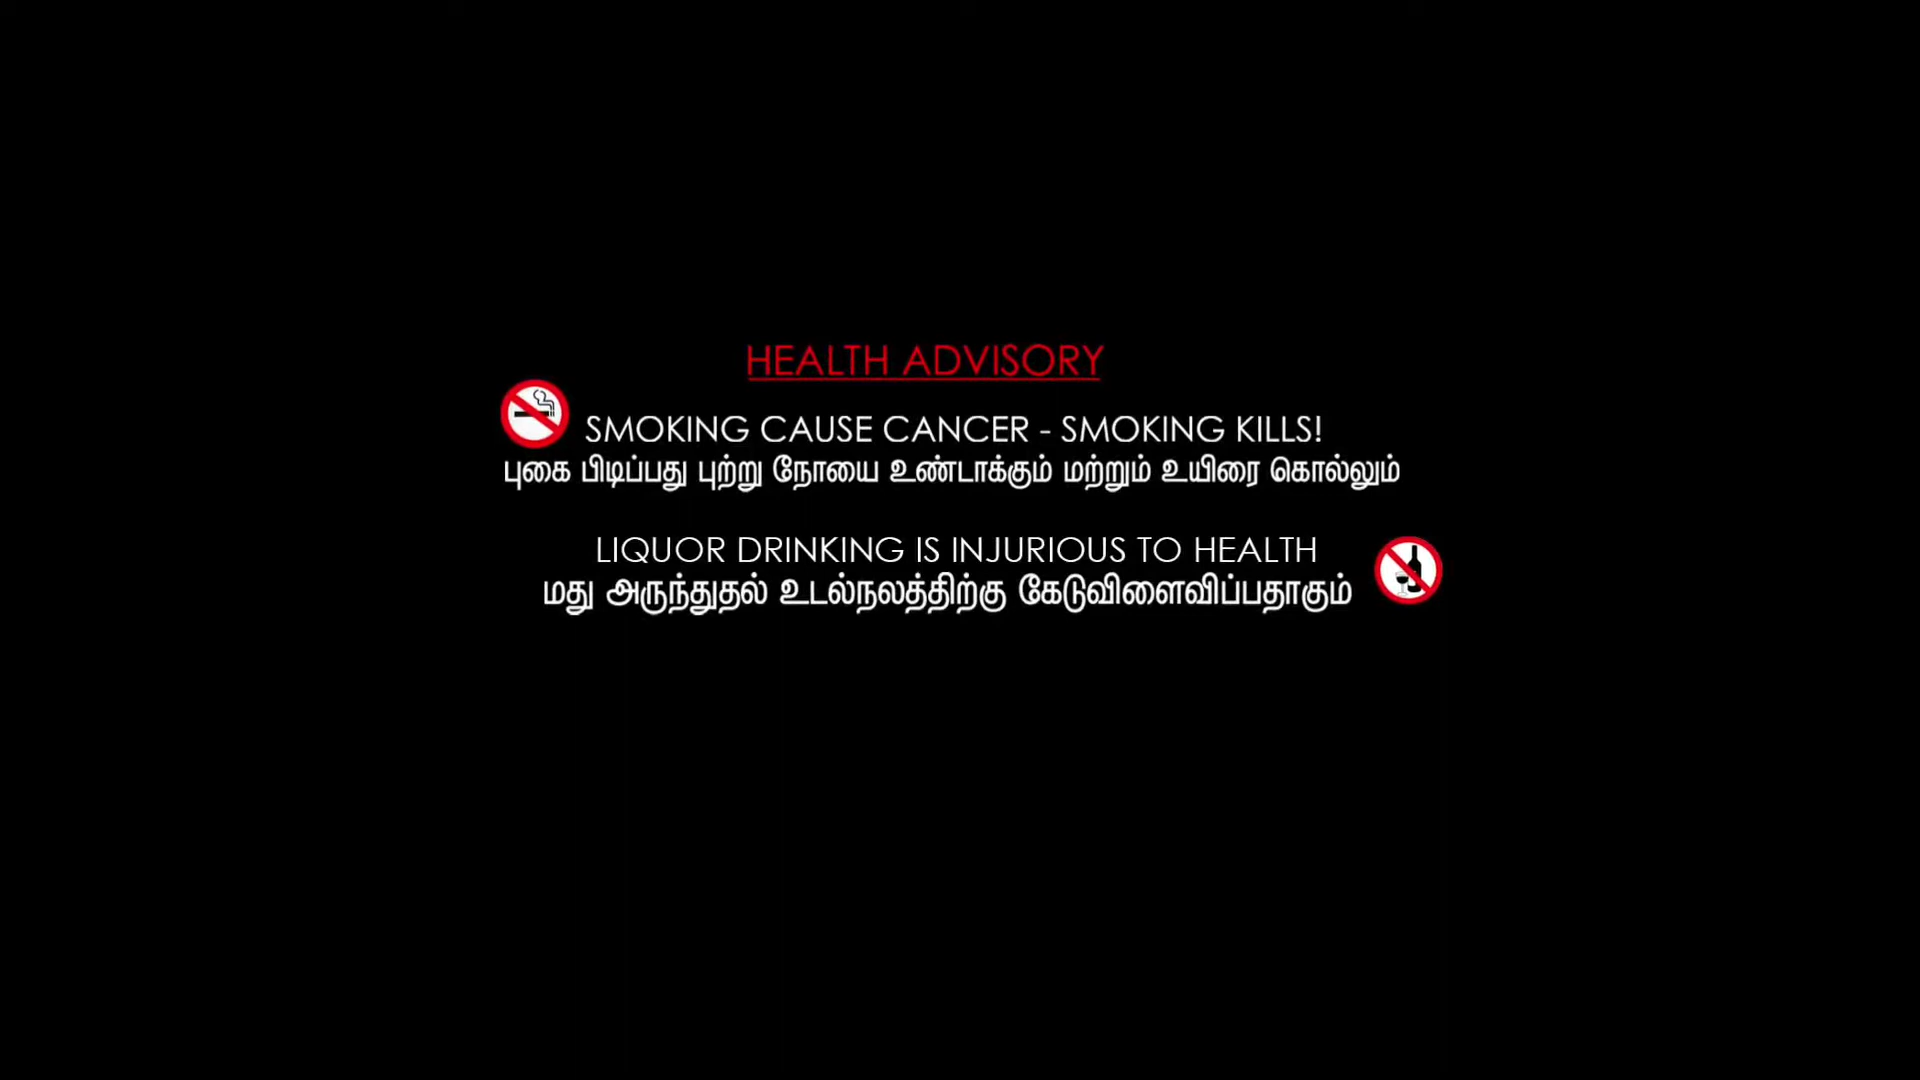 HEALTH ADVISORY
SMOKING CAUSE CANCER - SMOKING KILLS!
புகை பிடிப்பது புற்று நோயை உண்டாக்கும் மற்றும் உயிரை கொல்லும்
LIQUOR DRINKING IS INJURIOUS TO HEALTH
மது அருந்துதல் உடல்நலத்திற்கு கேடுவிளைவிப்பதாகும்